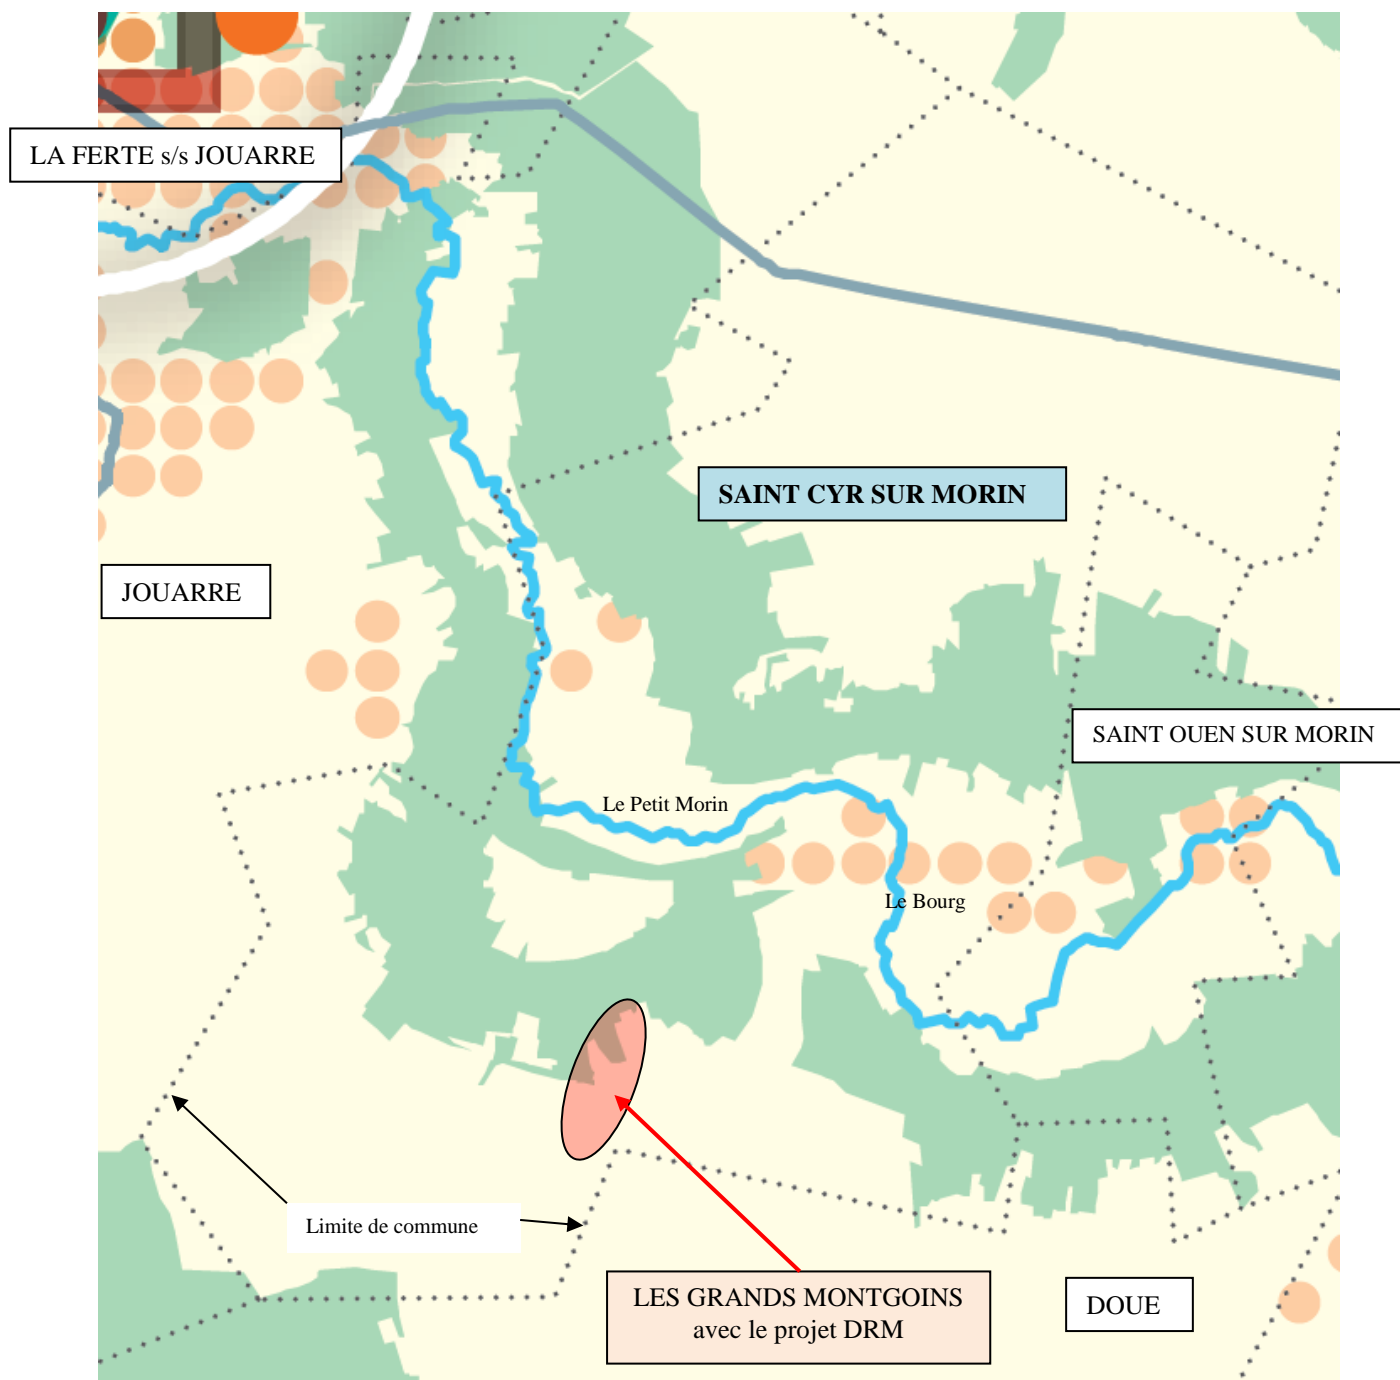 LA FERTE s/s JOUARRE
SAINT CYR SUR MORIN
JOUARRE
SAINT OUEN SUR MORIN
Le Petit Morin
Le Bourg
Limite de commune
LES GRANDS MONTGOINS
avec le projet DRM
DOUE